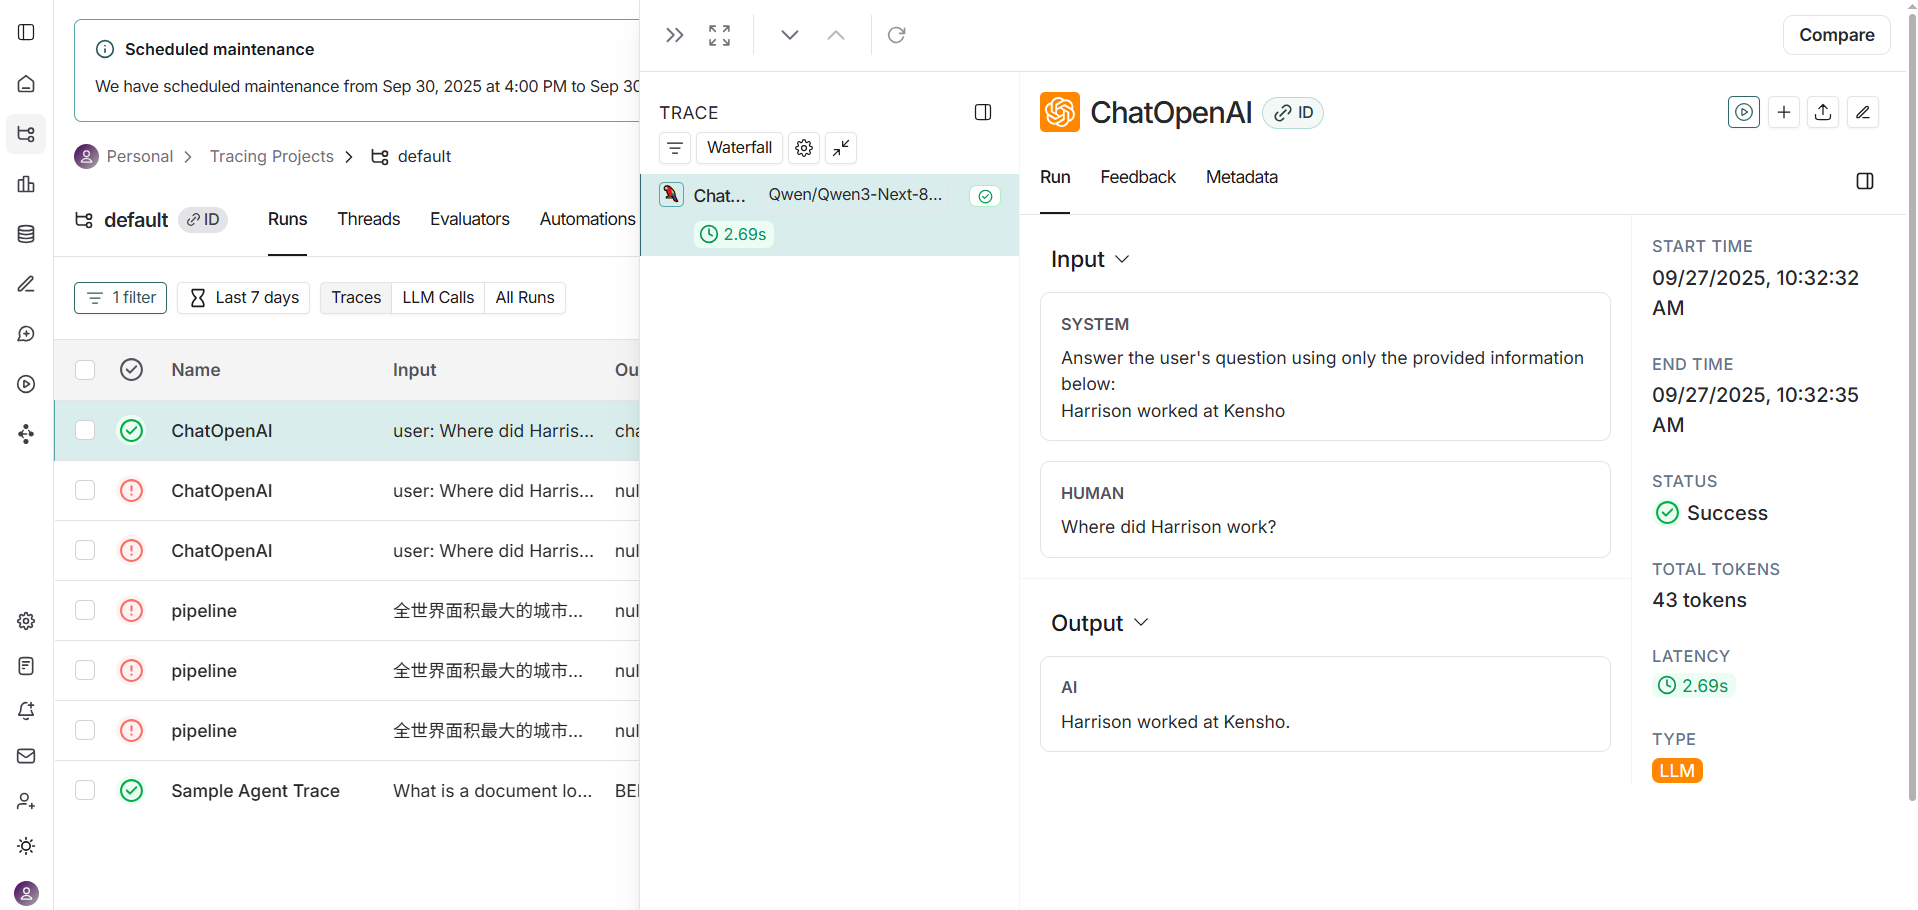 Scheduled maintenance
We have scheduled maintenance from Sep 30, 2025 at 4:00 PM to Sep 30
Personal
Tracing Projects
default
default
ID
Runs
Threads
Evaluators
Automations
1 filter
Last 7 days
Traces
LLM Calls
All Runs
Name Input Ou
ChatOpenAI user: Where did Harris... cha
ChatOpenAI user: Where did Harris... nul
ChatOpenAI user: Where did Harris... nul
pipeline 全世界面积最大的城市... nul
pipeline 全世界面积最大的城市... nul
pipeline 全世界面积最大的城市... nul
Sample Agent Trace What is a document lo... BEI
Compare
TRACE
Waterfall
Chat... Qwen/Qwen3-Next-8...
2.69s
ChatOpenAI
ID
Run
Feedback
Metadata
Input
SYSTEM
Answer the user's question using only the provided information
below:
Harrison worked at Kensho
HUMAN
Where did Harrison work?
Output
AI
Harrison worked at Kensho.
START TIME
09/27/2025, 10:32:32
AM
END TIME
09/27/2025, 10:32:35
AM
STATUS
Success
TOTAL TOKENS
43 tokens
LATENCY
2.69s
TYPE
LLM